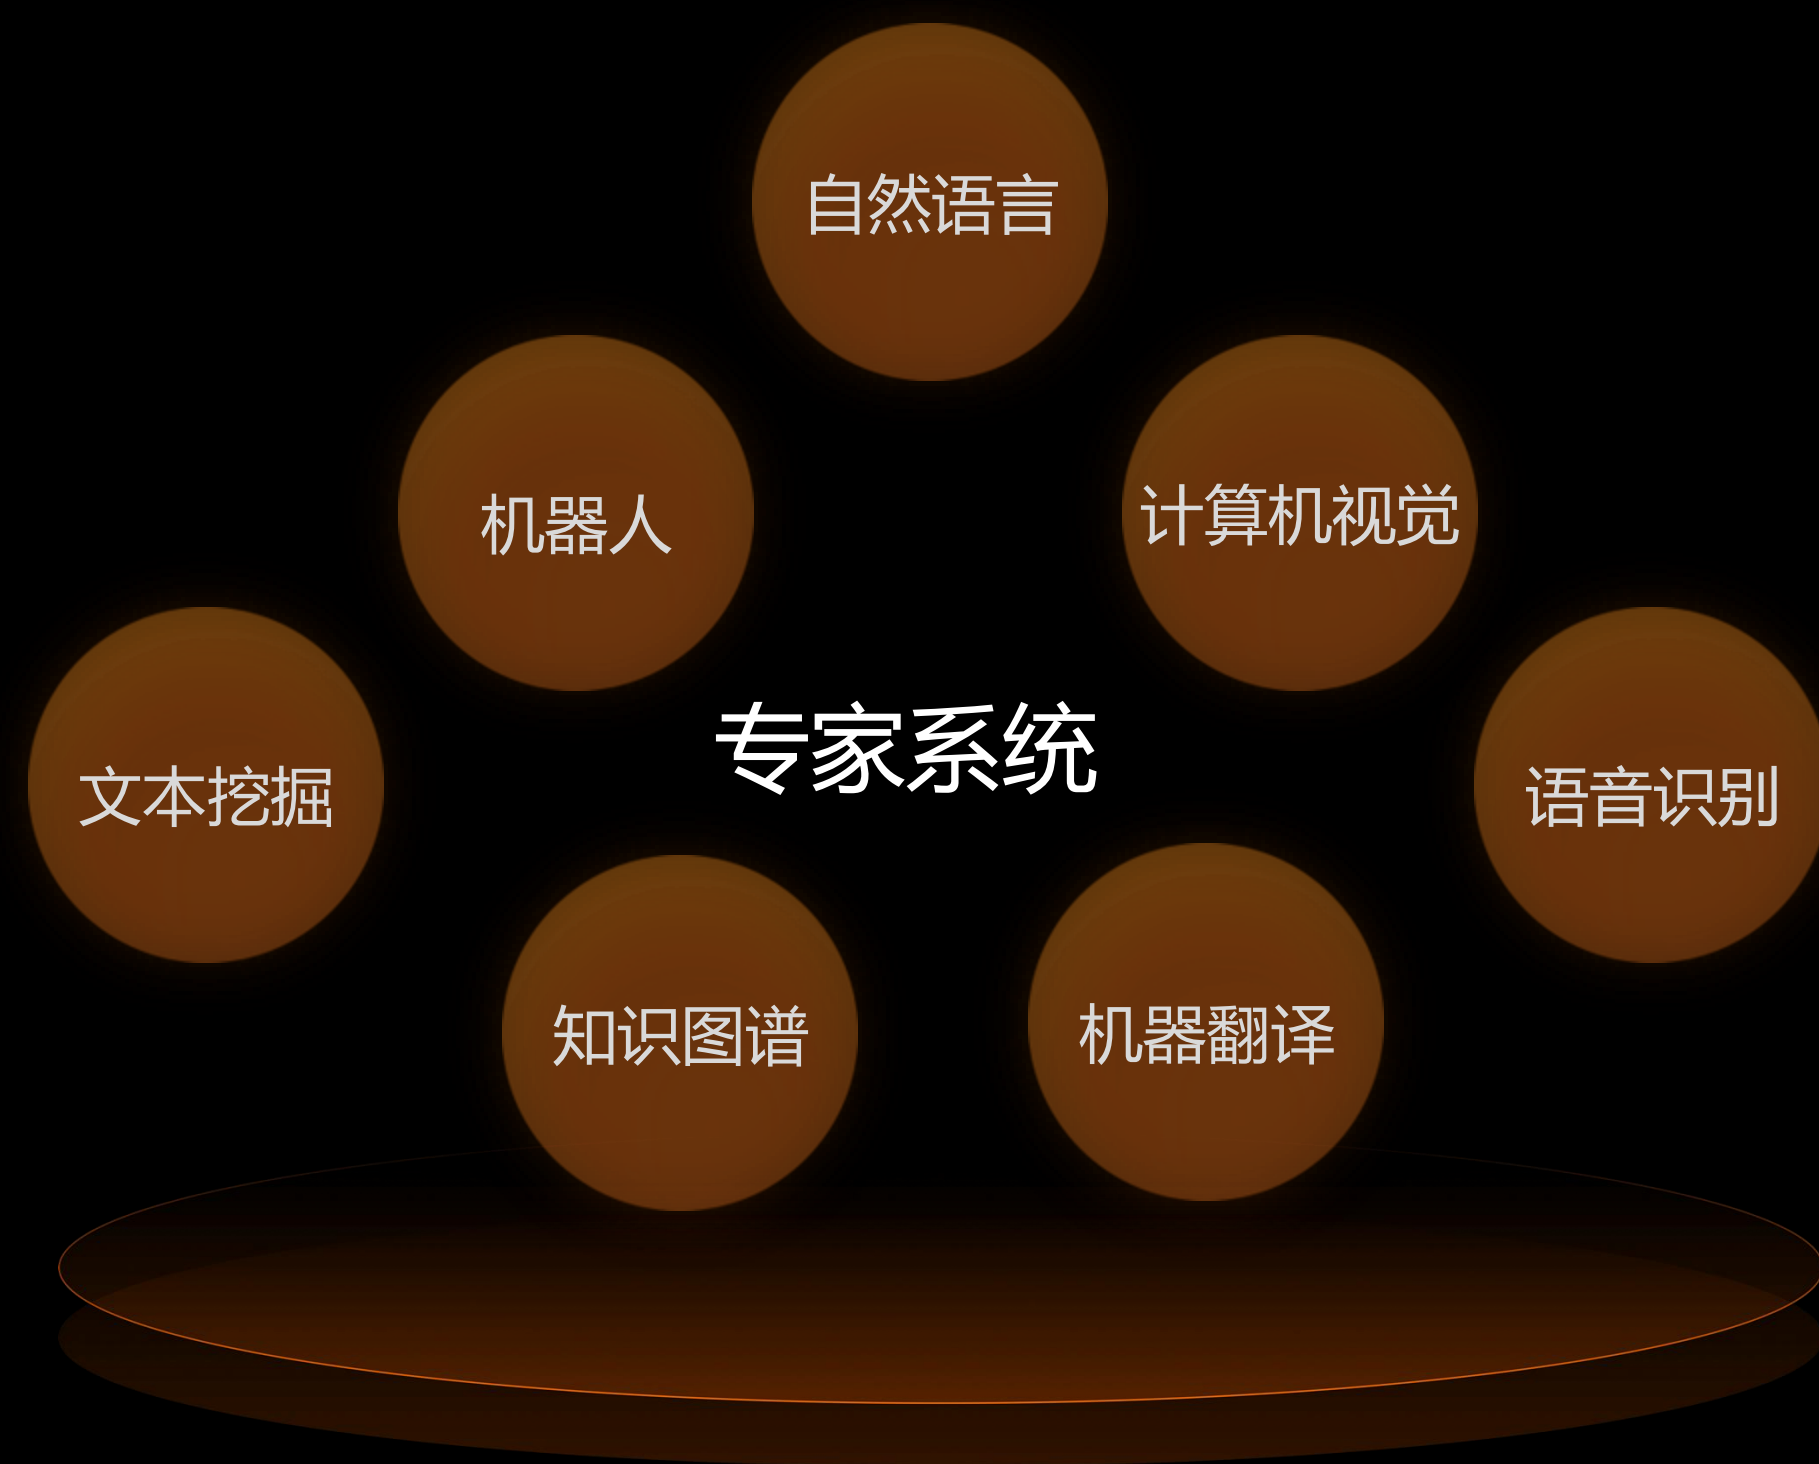 自然语言
机器人
计算机视觉
专家系统
文本挖掘
语音识别
知识图谱
机器翻译